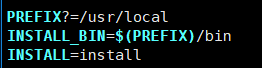 PREFIX?=/usr/local
INSTALL_BIN=$(PREFIX)/bin
INSTALL=install